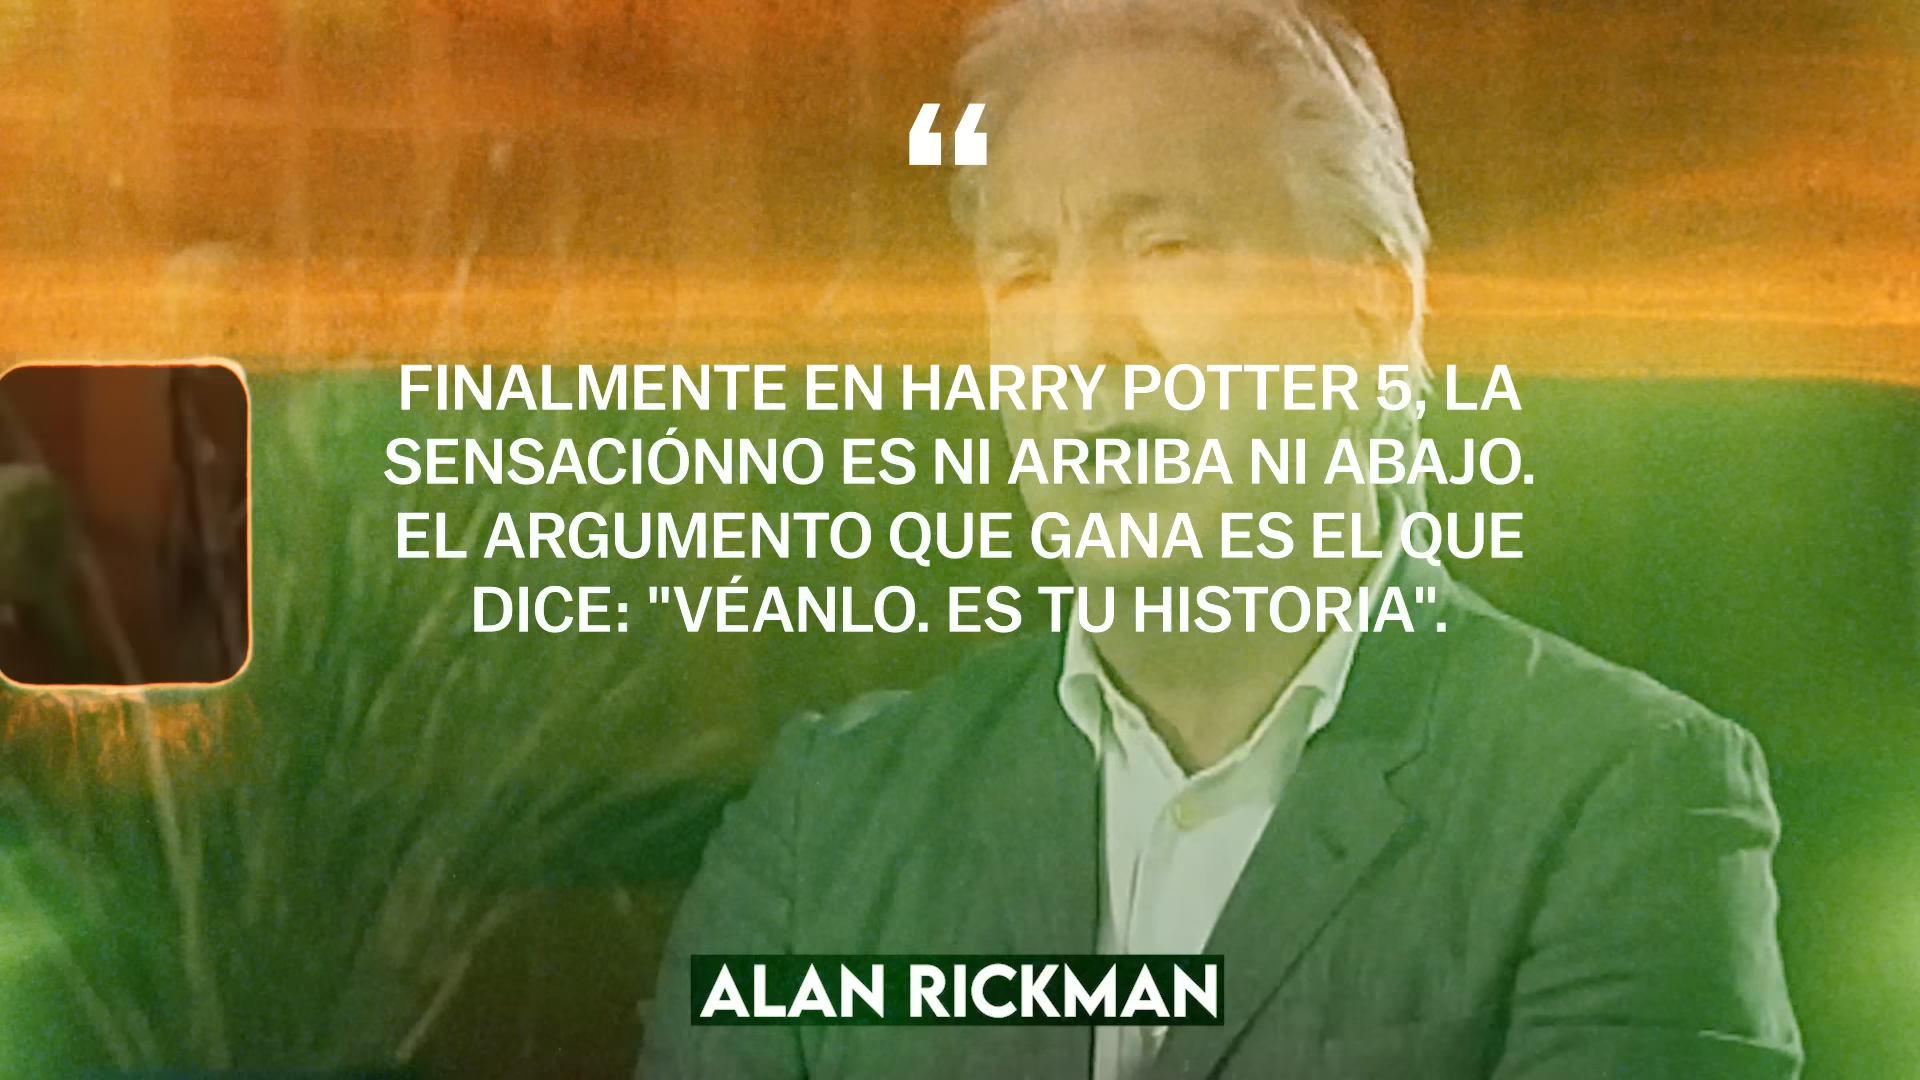 “
FINALMENTE EN HARRY POTTER 5, LA
SENSACIÓNNO ES NI ARRIBA NI ABAJO.
EL ARGUMENTO QUE GANA ES EL QUE
DICE: "VÉANLO. ES TU HISTORIA".
ALAN RICKMAN